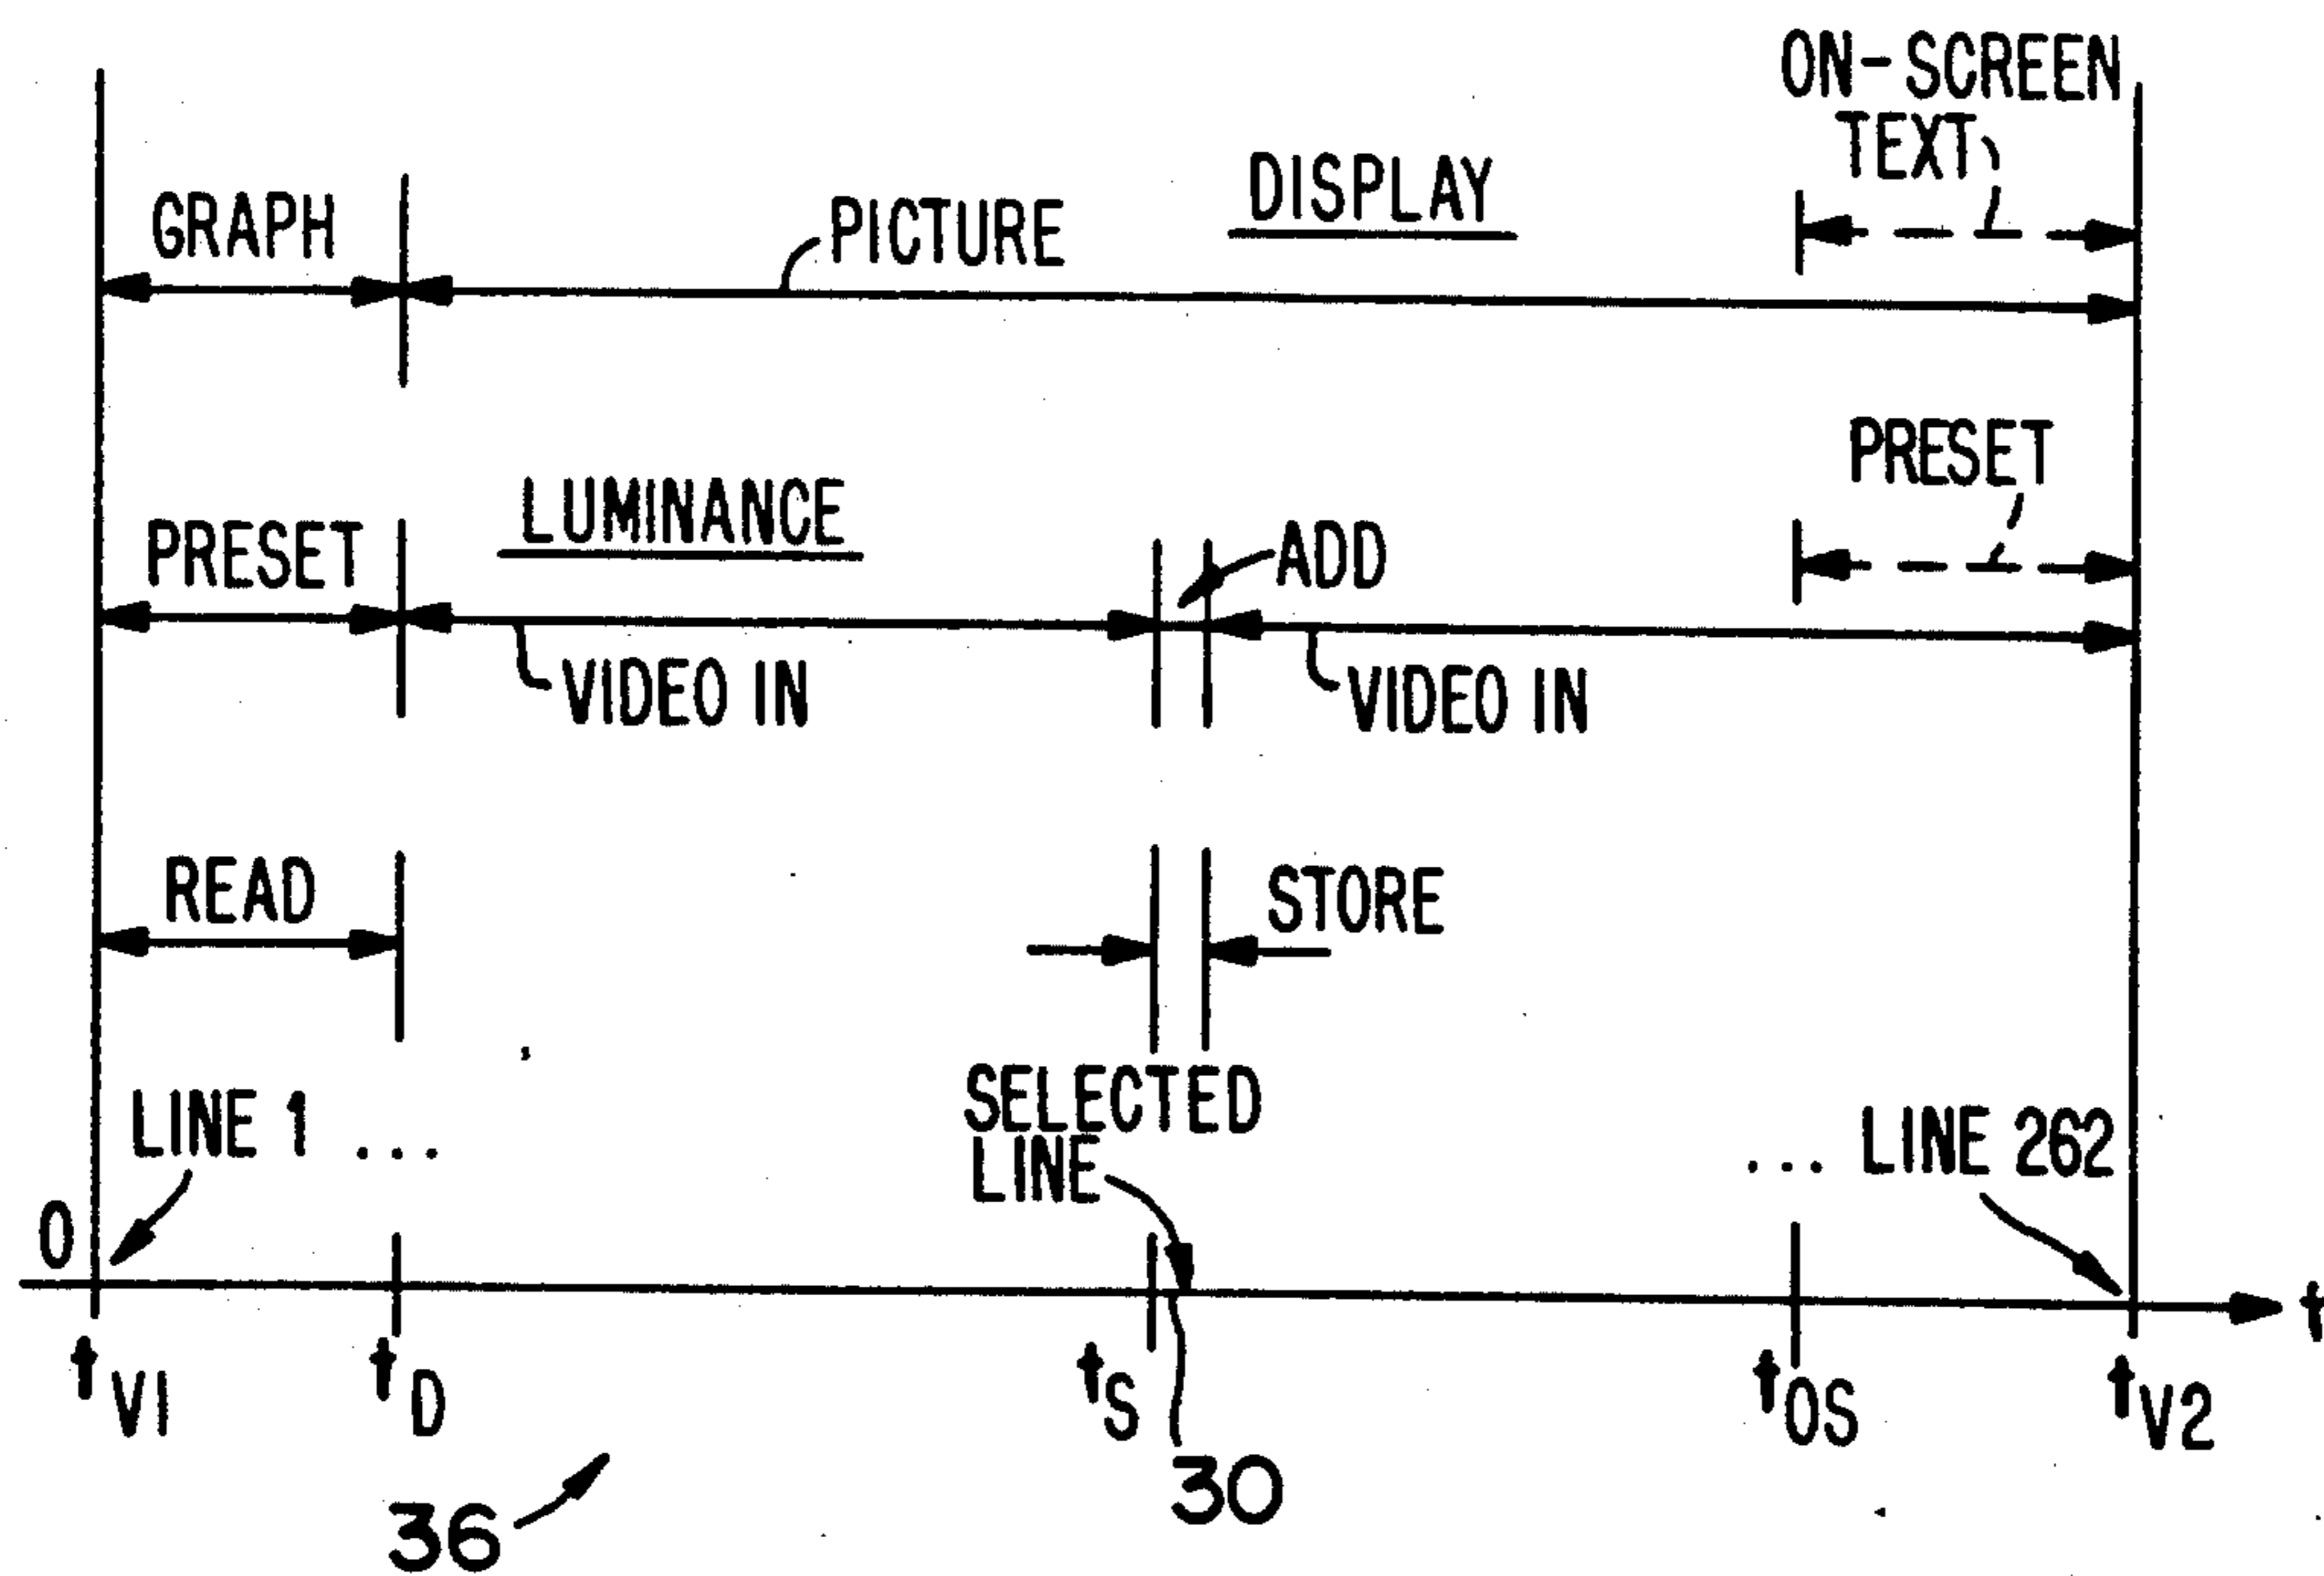 ON-SCREEN
TEXT
DISPLAY
GRAPH
PICTURE
PRESET
LUMINANCE
PRESET
ADD
VIDEO IN
VIDEO IN
READ
STORE
SELECTED
LINE
LINE 1 ...
... LINE 262
0
t
tV1
tD
tS
tOS
tV2
30
36